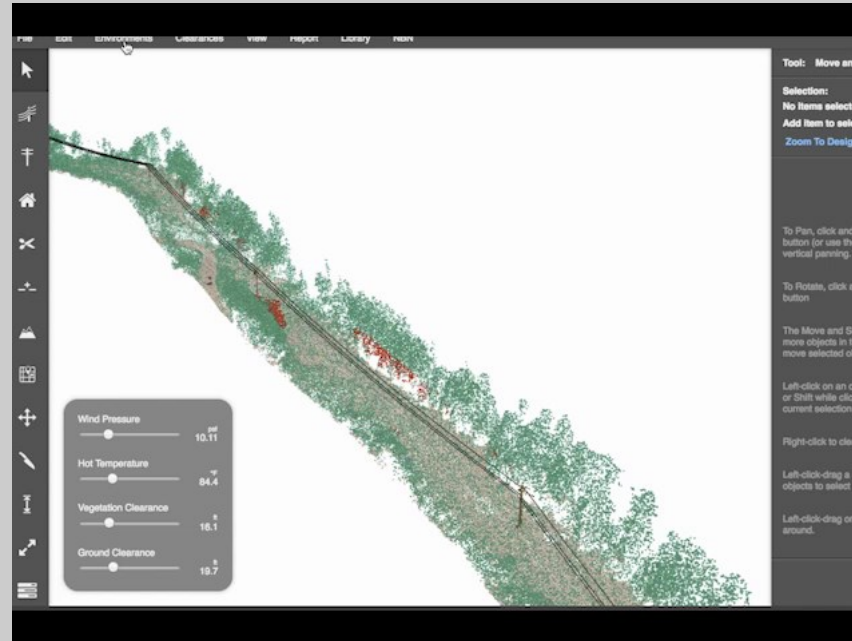 File Edit Environments Clearances View Report Library NBN
Tool: Move an
Selection:
No items select
Add item to sele
Zoom To Desig
To Pan, click and
button (or use the
vertical panning.
To Rotate, click a
button
The Move and S
more objects in t
move selected o
Left-click on an o
or Shift while clic
current selection
Right-click to cle
Left-click-drag a
objects to select
Left-click-drag or
around.
Wind Pressure
psf
10.11
Hot Temperature
°F
84.4
Vegetation Clearance
ft
16.1
Ground Clearance
ft
19.7